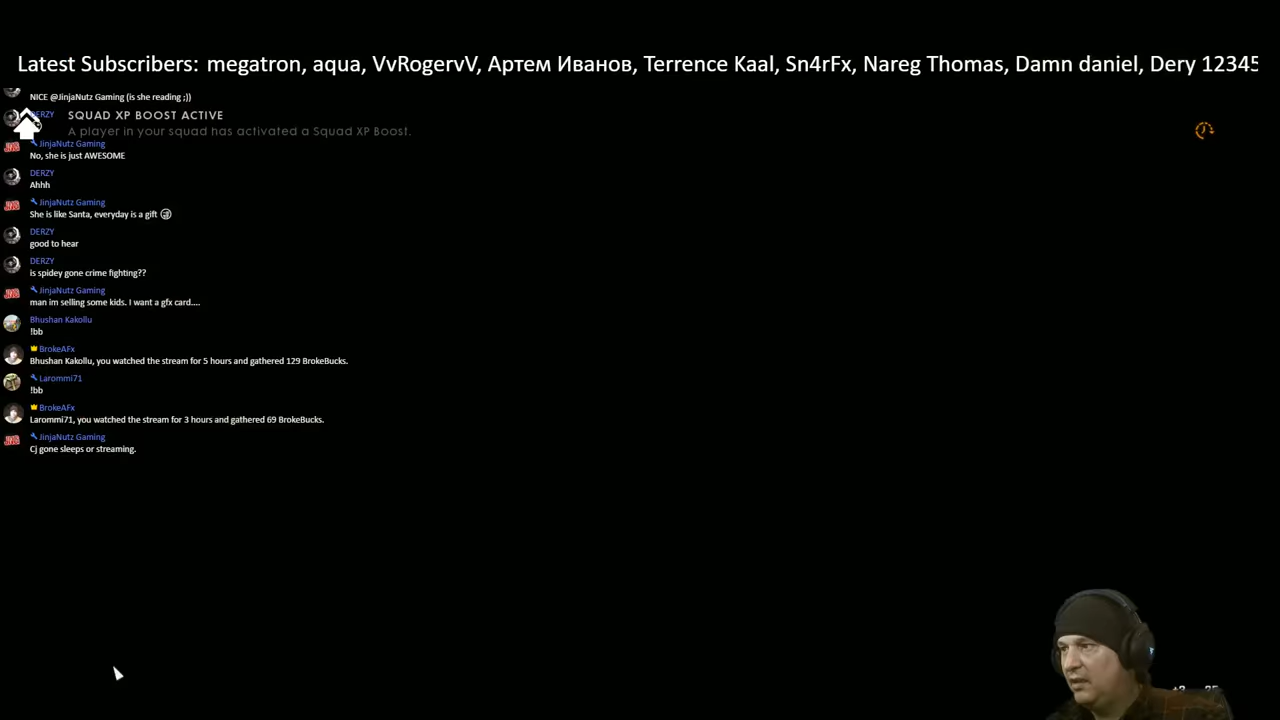 Latest Subscribers: megatron, aqua, VvRogervV, Артем Иванов, Terrence Kaal, Sn4rFx, Nareg Thomas, Damn daniel, Dery 12345
NICE @JinjaNutz Gaming (is she reading ;))
DERZY
SQUAD XP BOOST ACTIVE
A player in your squad has activated a Squad XP Boost.
JinjaNutz Gaming
No, she is just AWESOME
DERZY
Ahhh
JinjaNutz Gaming
She is like Santa, everyday is a gift
DERZY
good to hear
DERZY
is spidey gone crime fighting??
JinjaNutz Gaming
man im selling some kids. I want a gfx card....
Bhushan Kakollu
!bb
BrokeAFx
Bhushan Kakollu, you watched the stream for 5 hours and gathered 129 BrokeBucks.
Larommi71
!bb
BrokeAFx
Larommi71, you watched the stream for 3 hours and gathered 69 BrokeBucks.
JinjaNutz Gaming
Cj gone sleeps or streaming.